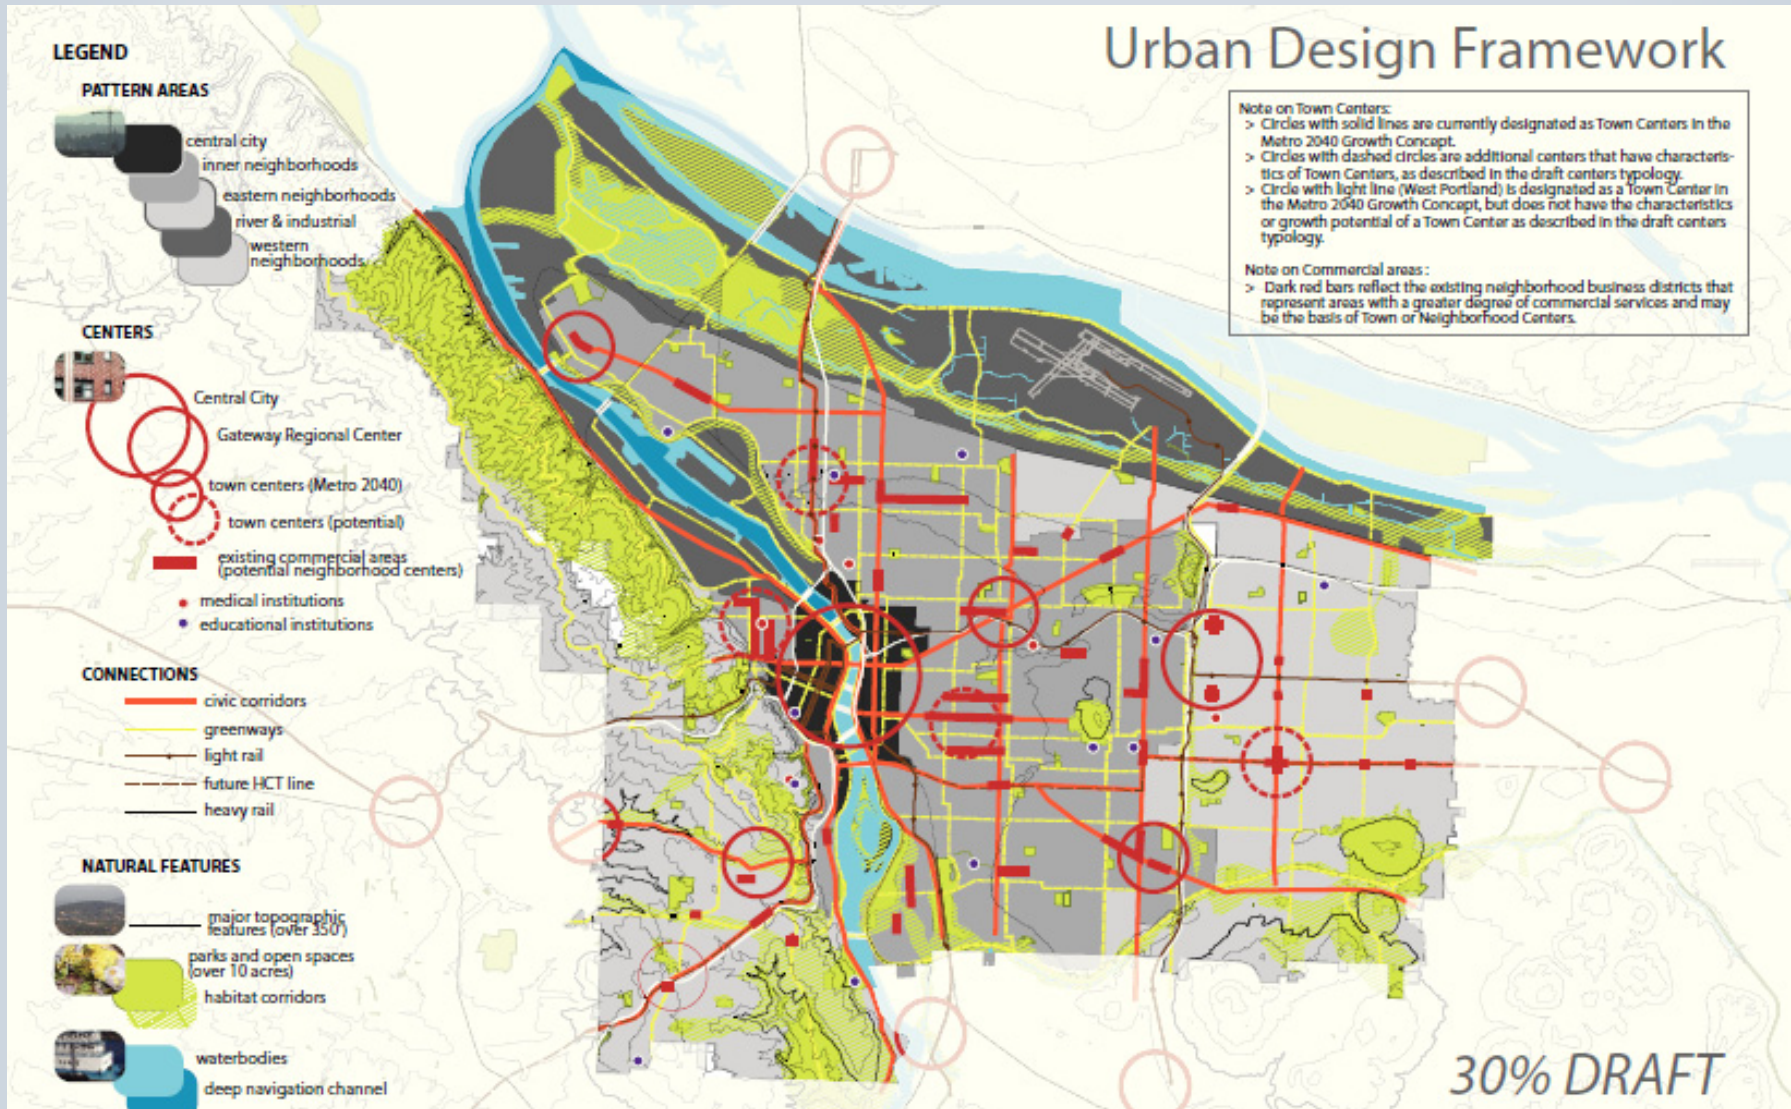 Urban Design Framework
LEGEND
PATTERN AREAS
central city
inner neighborhoods
eastern neighborhoods
river & industrial
western
neighborhoods
CENTERS
Central City
Gateway Regional Center
town centers (Metro 2040)
town centers (potential)
existing commercial areas
(potential neighborhood centers)
medical institutions
educational institutions
CONNECTIONS
civic corridors
greenways
light rail
future HCT line
heavy rail
NATURAL FEATURES
major topographic
features (over 350')
parks and open spaces
(over 10 acres)
habitat corridors
waterbodies
deep navigation channel
Note on Town Centers:
> Circles with solid lines are currently designated as Town Centers in the
Metro 2040 Growth Concept.
> Circles with dashed circles are additional centers that have characteris-
tics of Town Centers, as described in the draft centers typology.
> Circle with light line (West Portland) is designated as a Town Center in
the Metro 2040 Growth Concept, but does not have the characteristics
or growth potential of a Town Center as described in the draft centers
typology.
Note on Commercial areas :
> Dark red bars reflect the existing neighborhood business districts that
represent areas with a greater degree of commercial services and may
be the basis of Town or Neighborhood Centers.
30% DRAFT